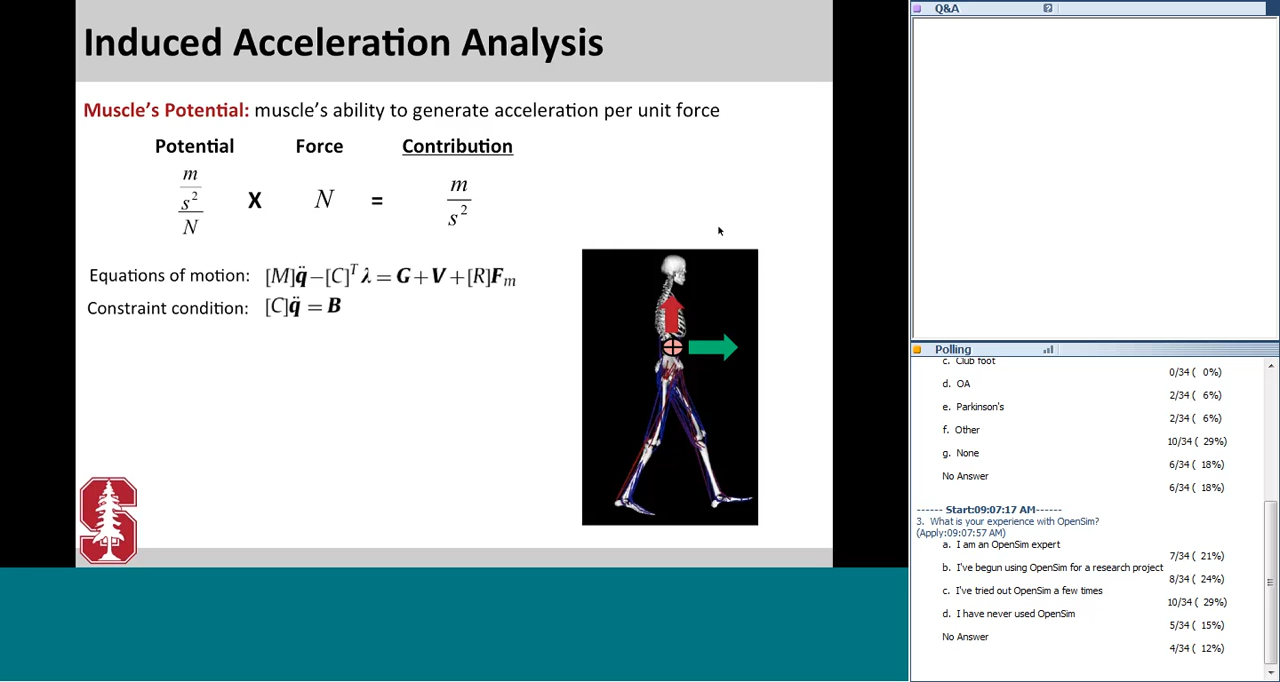 Induced Acceleration Analysis
Muscle's Potential: muscle's ability to generate acceleration per unit force
Potential Force Contribution
m/s² / N X N = m/s²
Equations of motion: [M]q̈ − [C]ᵀλ = G + V + [R]Fₘ
Constraint condition: [C]q̈ = B
S
Q&A
?
Polling
c. Club foot
0/34 ( 0%)
d. OA
2/34 ( 6%)
e. Parkinson's
2/34 ( 6%)
f. Other
10/34 ( 29%)
g. None
6/34 ( 18%)
No Answer
6/34 ( 18%)
------ Start:09:07:17 AM------
3. What is your experience with OpenSim?
(Apply:09:07:57 AM)
a. I am an OpenSim expert
7/34 ( 21%)
b. I've begun using OpenSim for a research project
8/34 ( 24%)
c. I've tried out OpenSim a few times
10/34 ( 29%)
d. I have never used OpenSim
5/34 ( 15%)
No Answer
4/34 ( 12%)